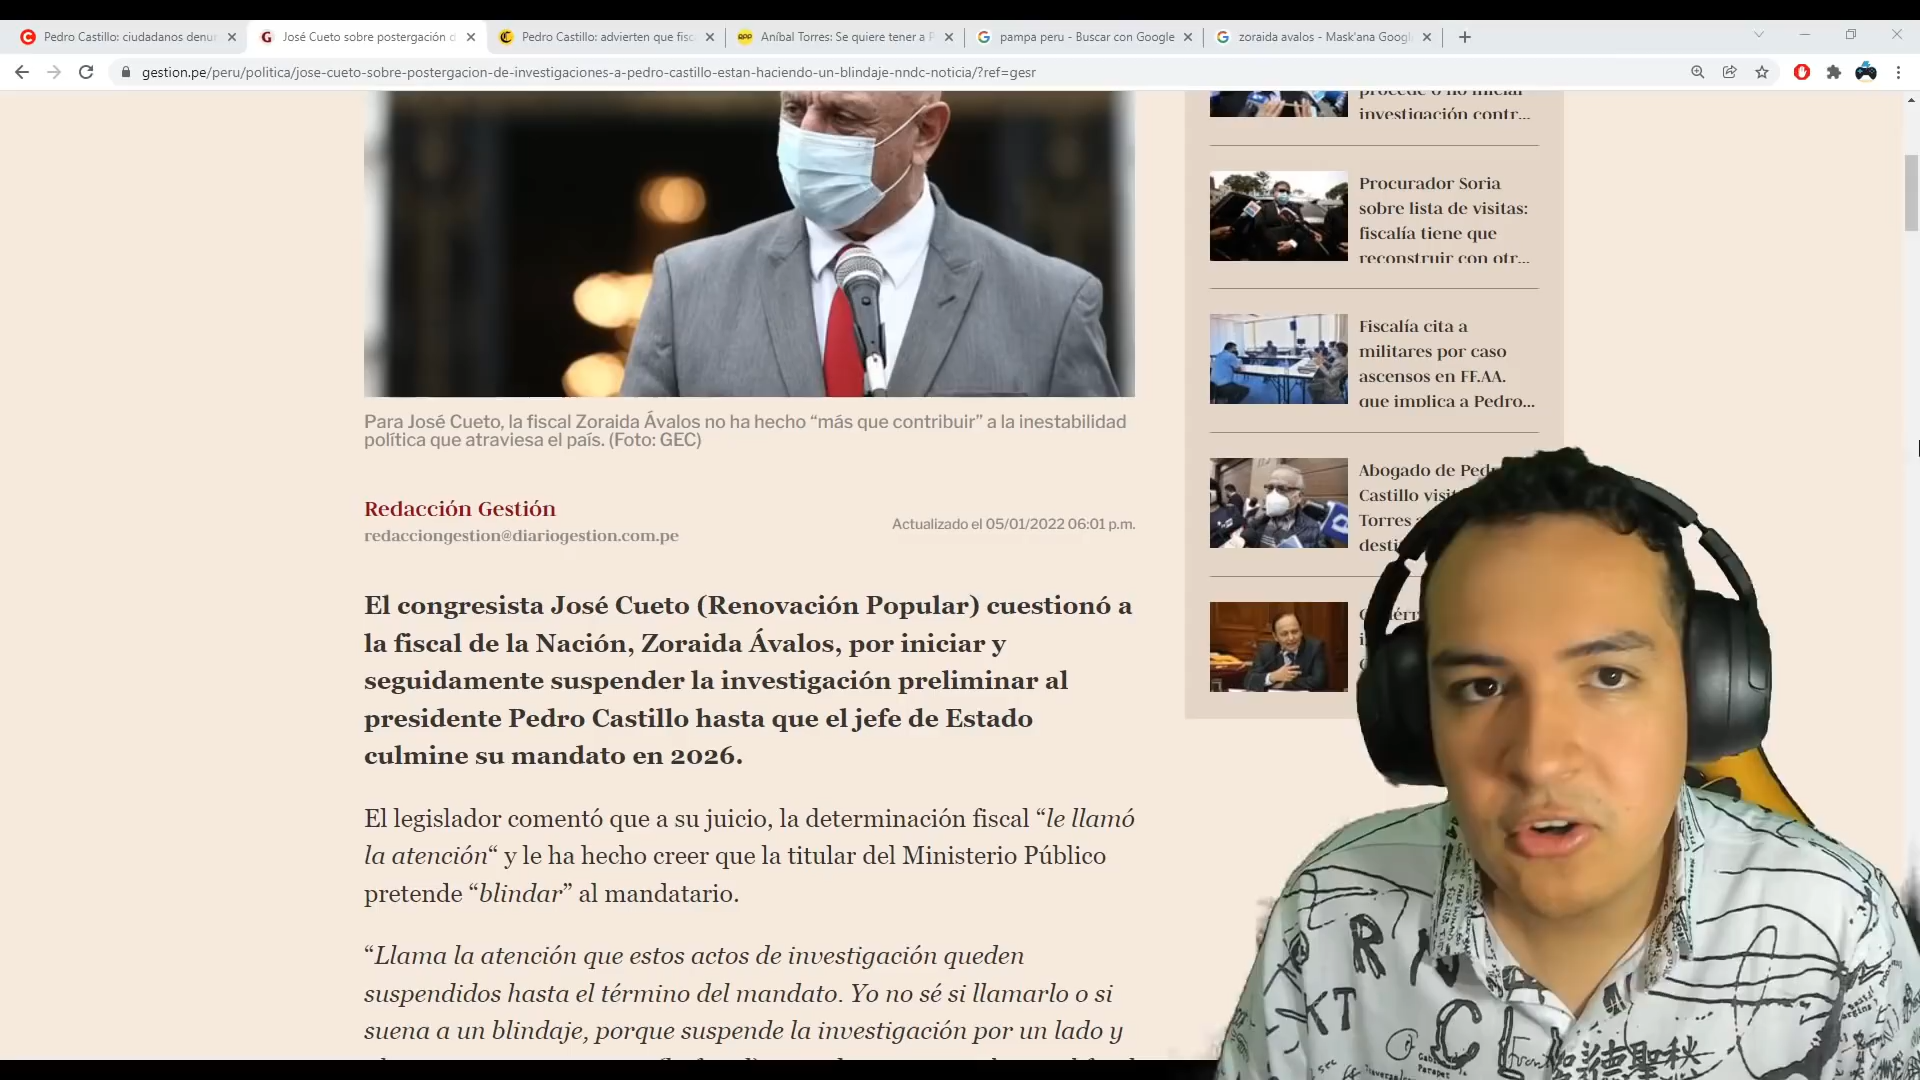 Pedro Castillo: ciudadanos denu
José Cueto sobre postergación d
Pedro Castillo: advierten que fis
Aníbal Torres: Se quiere tener a P
pampa peru - Buscar con Google
zoraida avalos - Mask'ana Googl
gestion.pe/peru/politica/jose-cueto-sobre-postergacion-de-investigaciones-a-pedro-castillo-estan-haciendo-un-blindaje-nndc-noticia/?ref=gesr
procede o no iniciar
investigación contr...
Procurador Soria
sobre lista de visitas:
fiscalía tiene que
reconstruir con otr...
Fiscalía cita a
militares por caso
ascensos en FF.AA.
que implica a Pedro...
Abogado de Ped
Castillo visi
Torres a
desti
Para José Cueto, la fiscal Zoraida Ávalos no ha hecho “más que contribuir” a la inestabilidad
política que atraviesa el país. (Foto: GEC)
Redacción Gestión
redacciongestion@diariogestion.com.pe
Actualizado el 05/01/2022 06:01 p.m.
El congresista José Cueto (Renovación Popular) cuestionó a
la fiscal de la Nación, Zoraida Ávalos, por iniciar y
seguidamente suspender la investigación preliminar al
presidente Pedro Castillo hasta que el jefe de Estado
culmine su mandato en 2026.
El legislador comentó que a su juicio, la determinación fiscal “le llamó
la atención“ y le ha hecho creer que la titular del Ministerio Público
pretende “blindar” al mandatario.
“Llama la atención que estos actos de investigación queden
suspendidos hasta el término del mandato. Yo no sé si llamarlo o si
suena a un blindaje, porque suspende la investigación por un lado y